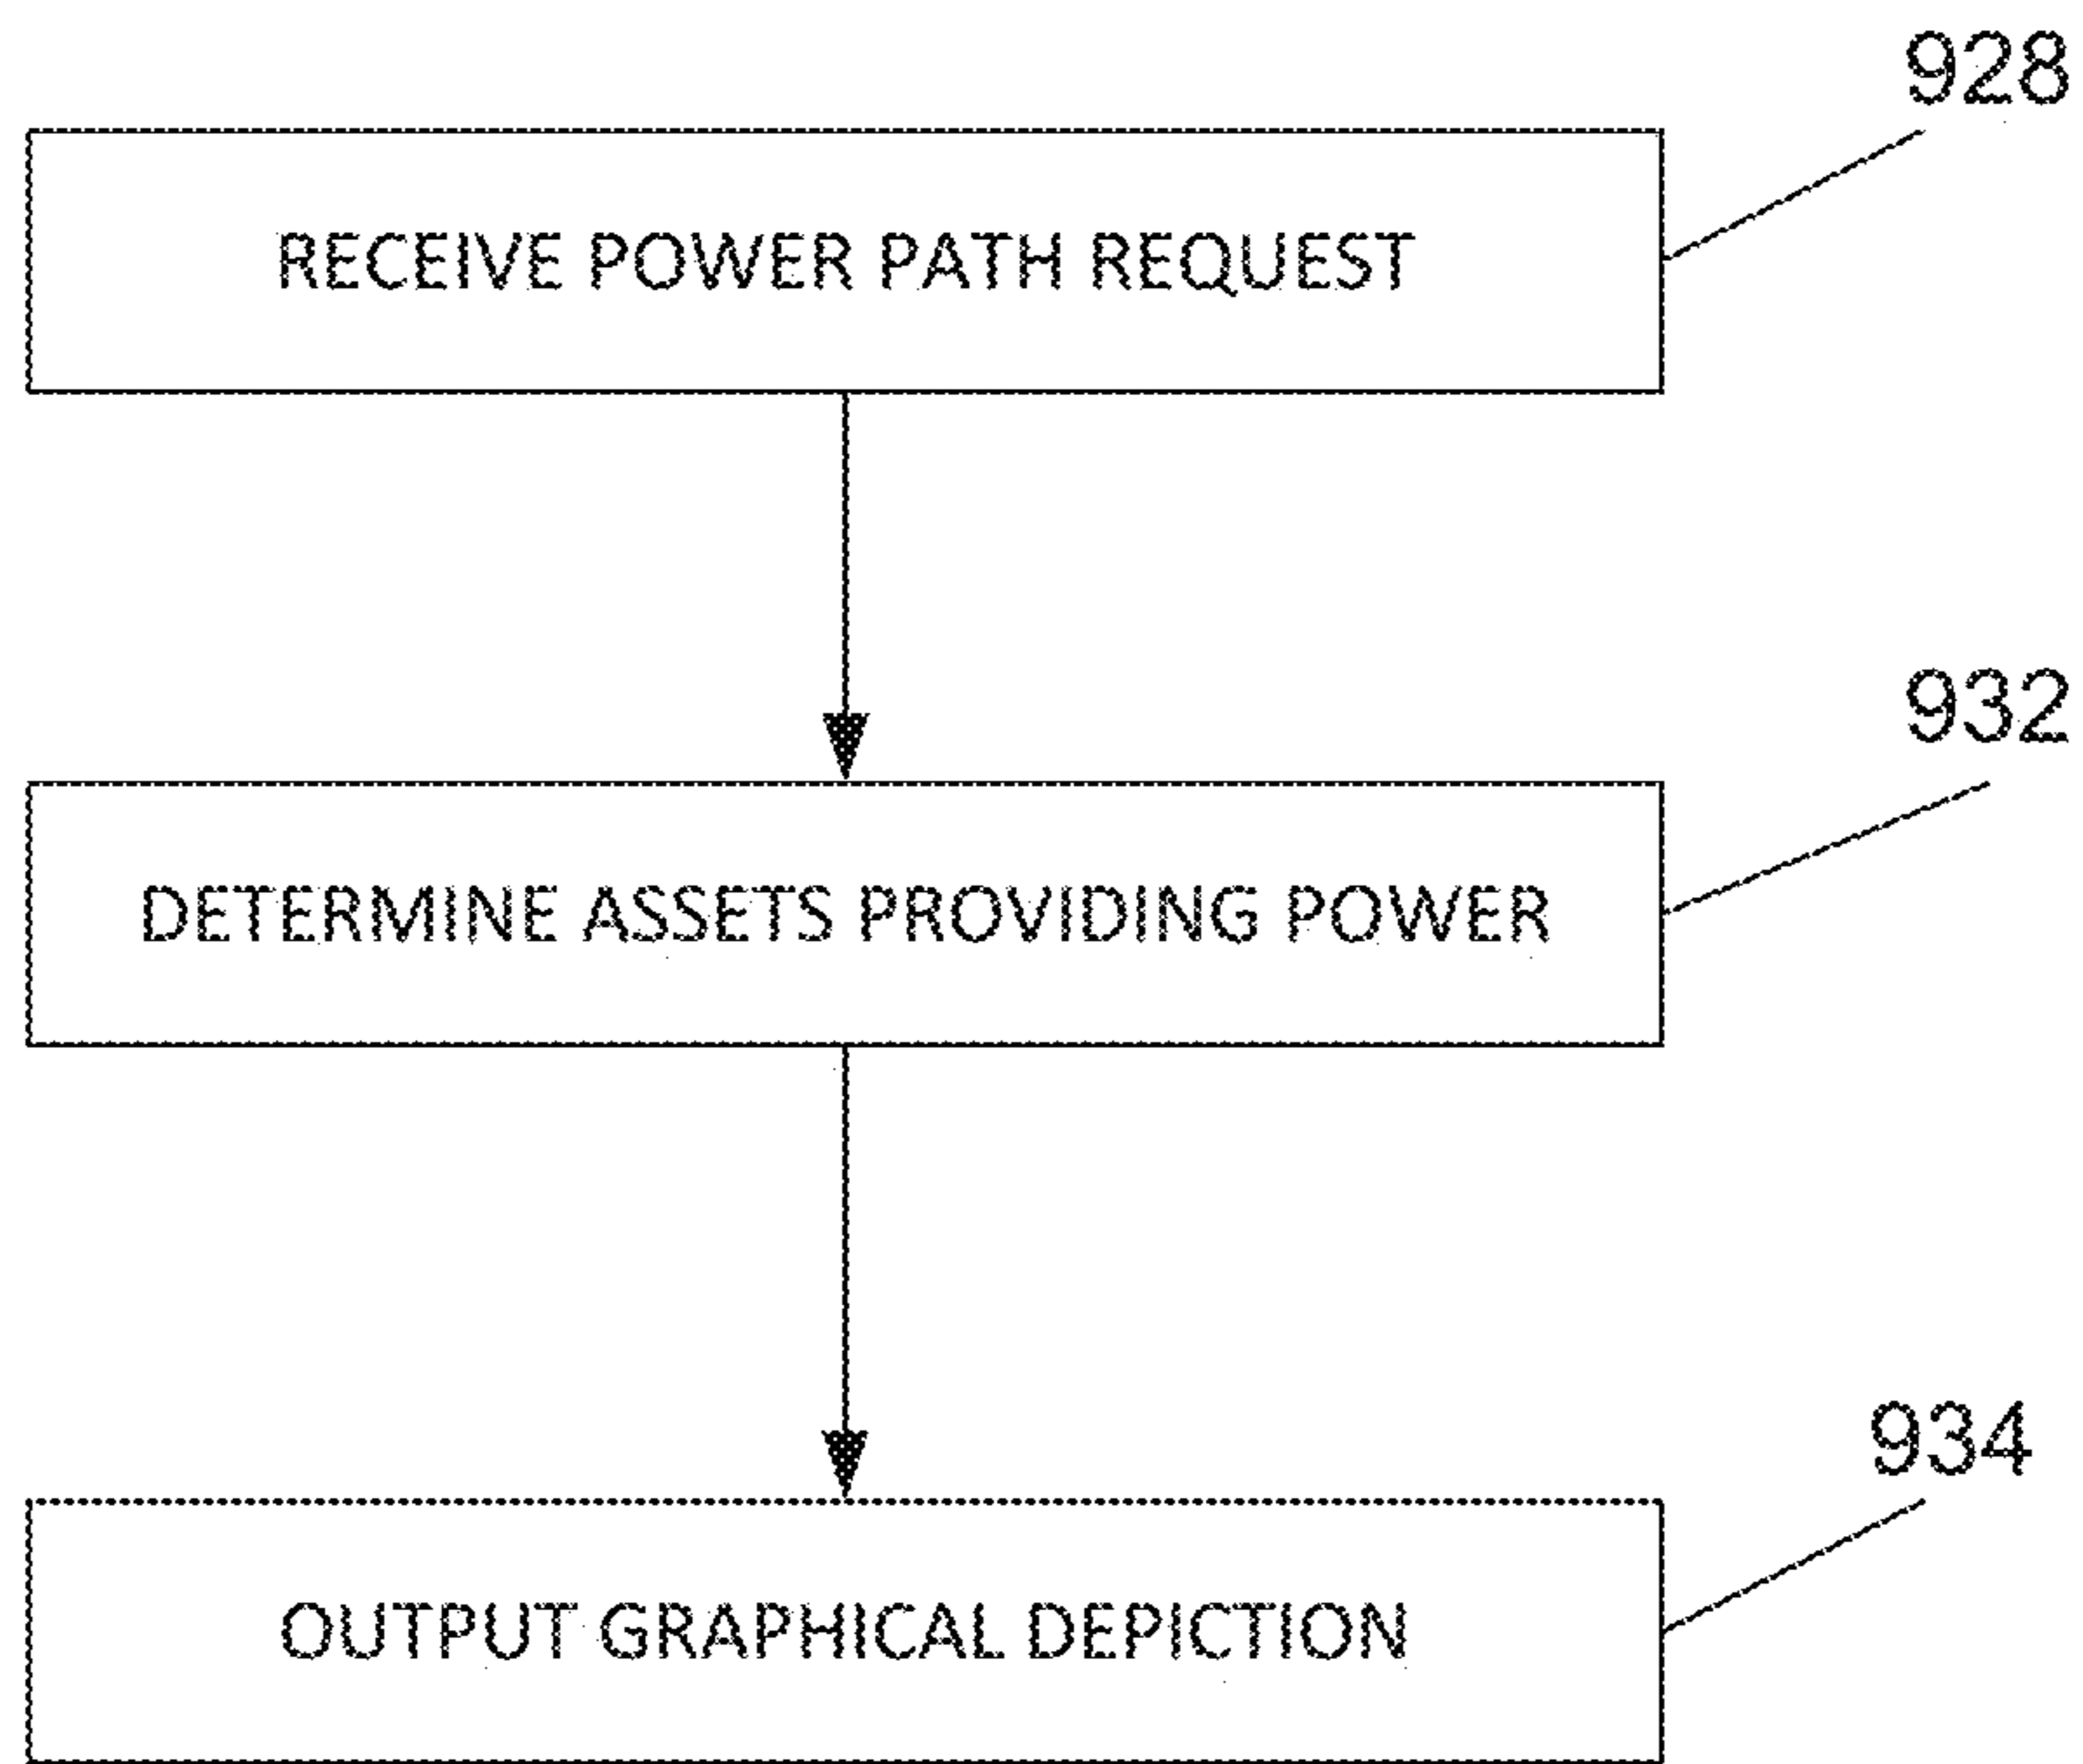 928
RECEIVE POWER PATH REQUEST
932
DETERMINE ASSETS PROVIDING POWER
934
OUTPUT GRAPHICAL DEPICTION